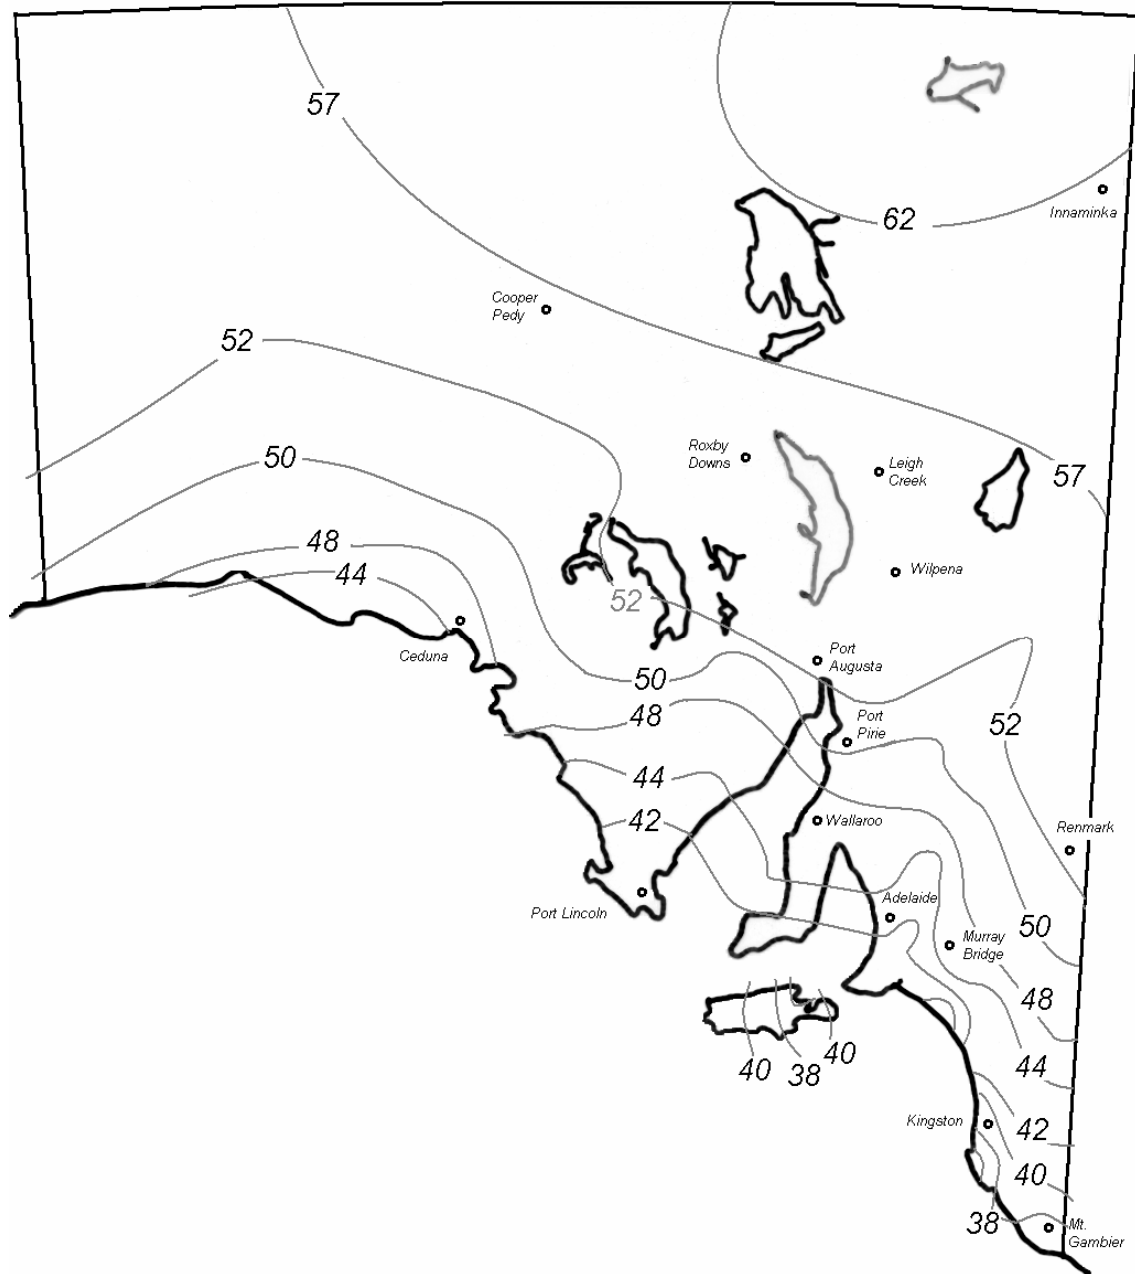 57
62
Innaminka
Cooper
Pedy
52
50
Roxby
Downs
Leigh
Creek
57
48
44
Wilpena
52
Ceduna
Port
Augusta
50
48
Port
Pirie
52
44
42
Wallaroo
Renmark
Port Lincoln
Adelaide
50
Murray
Bridge
48
40
38
40
44
Kingston
42
40
38
Mt.
Gambier